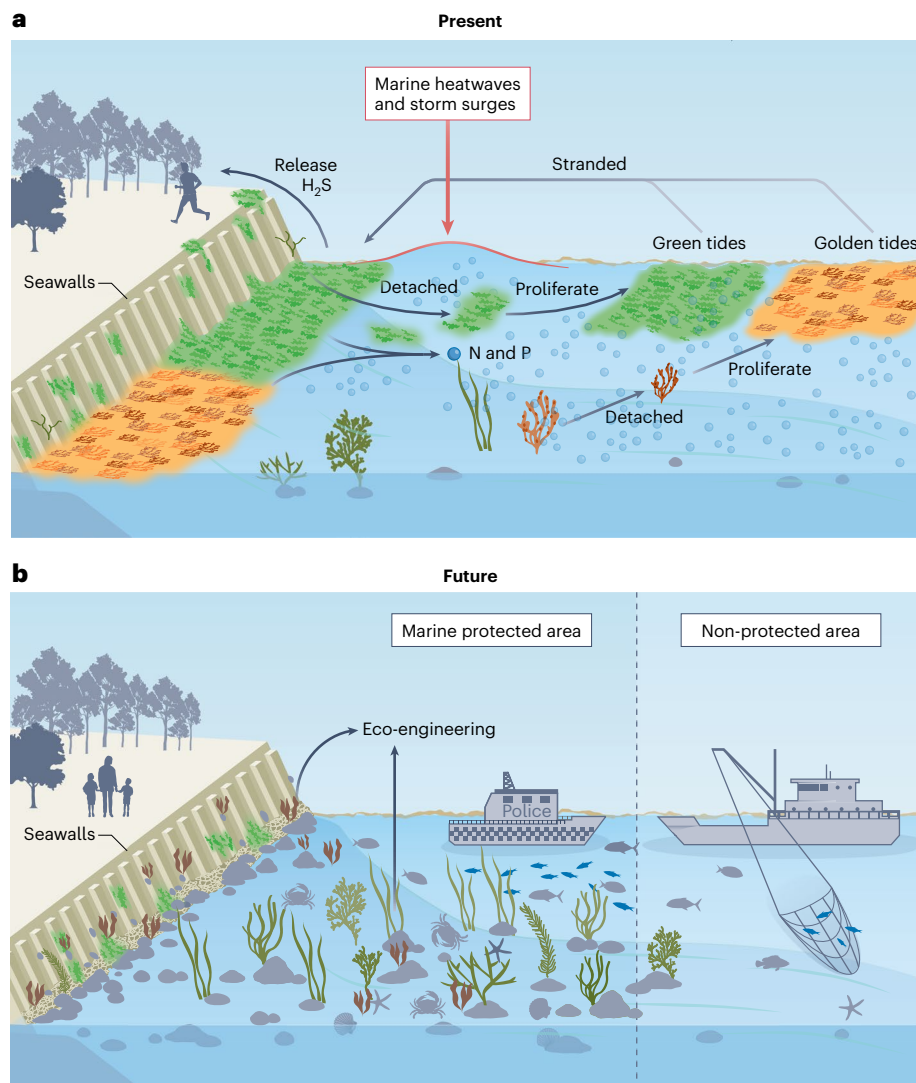 a
Present
Marine heatwaves
and storm surges
Release
H₂S
Stranded
Green tides
Golden tides
Seawalls
Detached
Proliferate
N and P
Proliferate
Detached
b
Future
Marine protected area
Non-protected area
Eco-engineering
Police
Seawalls